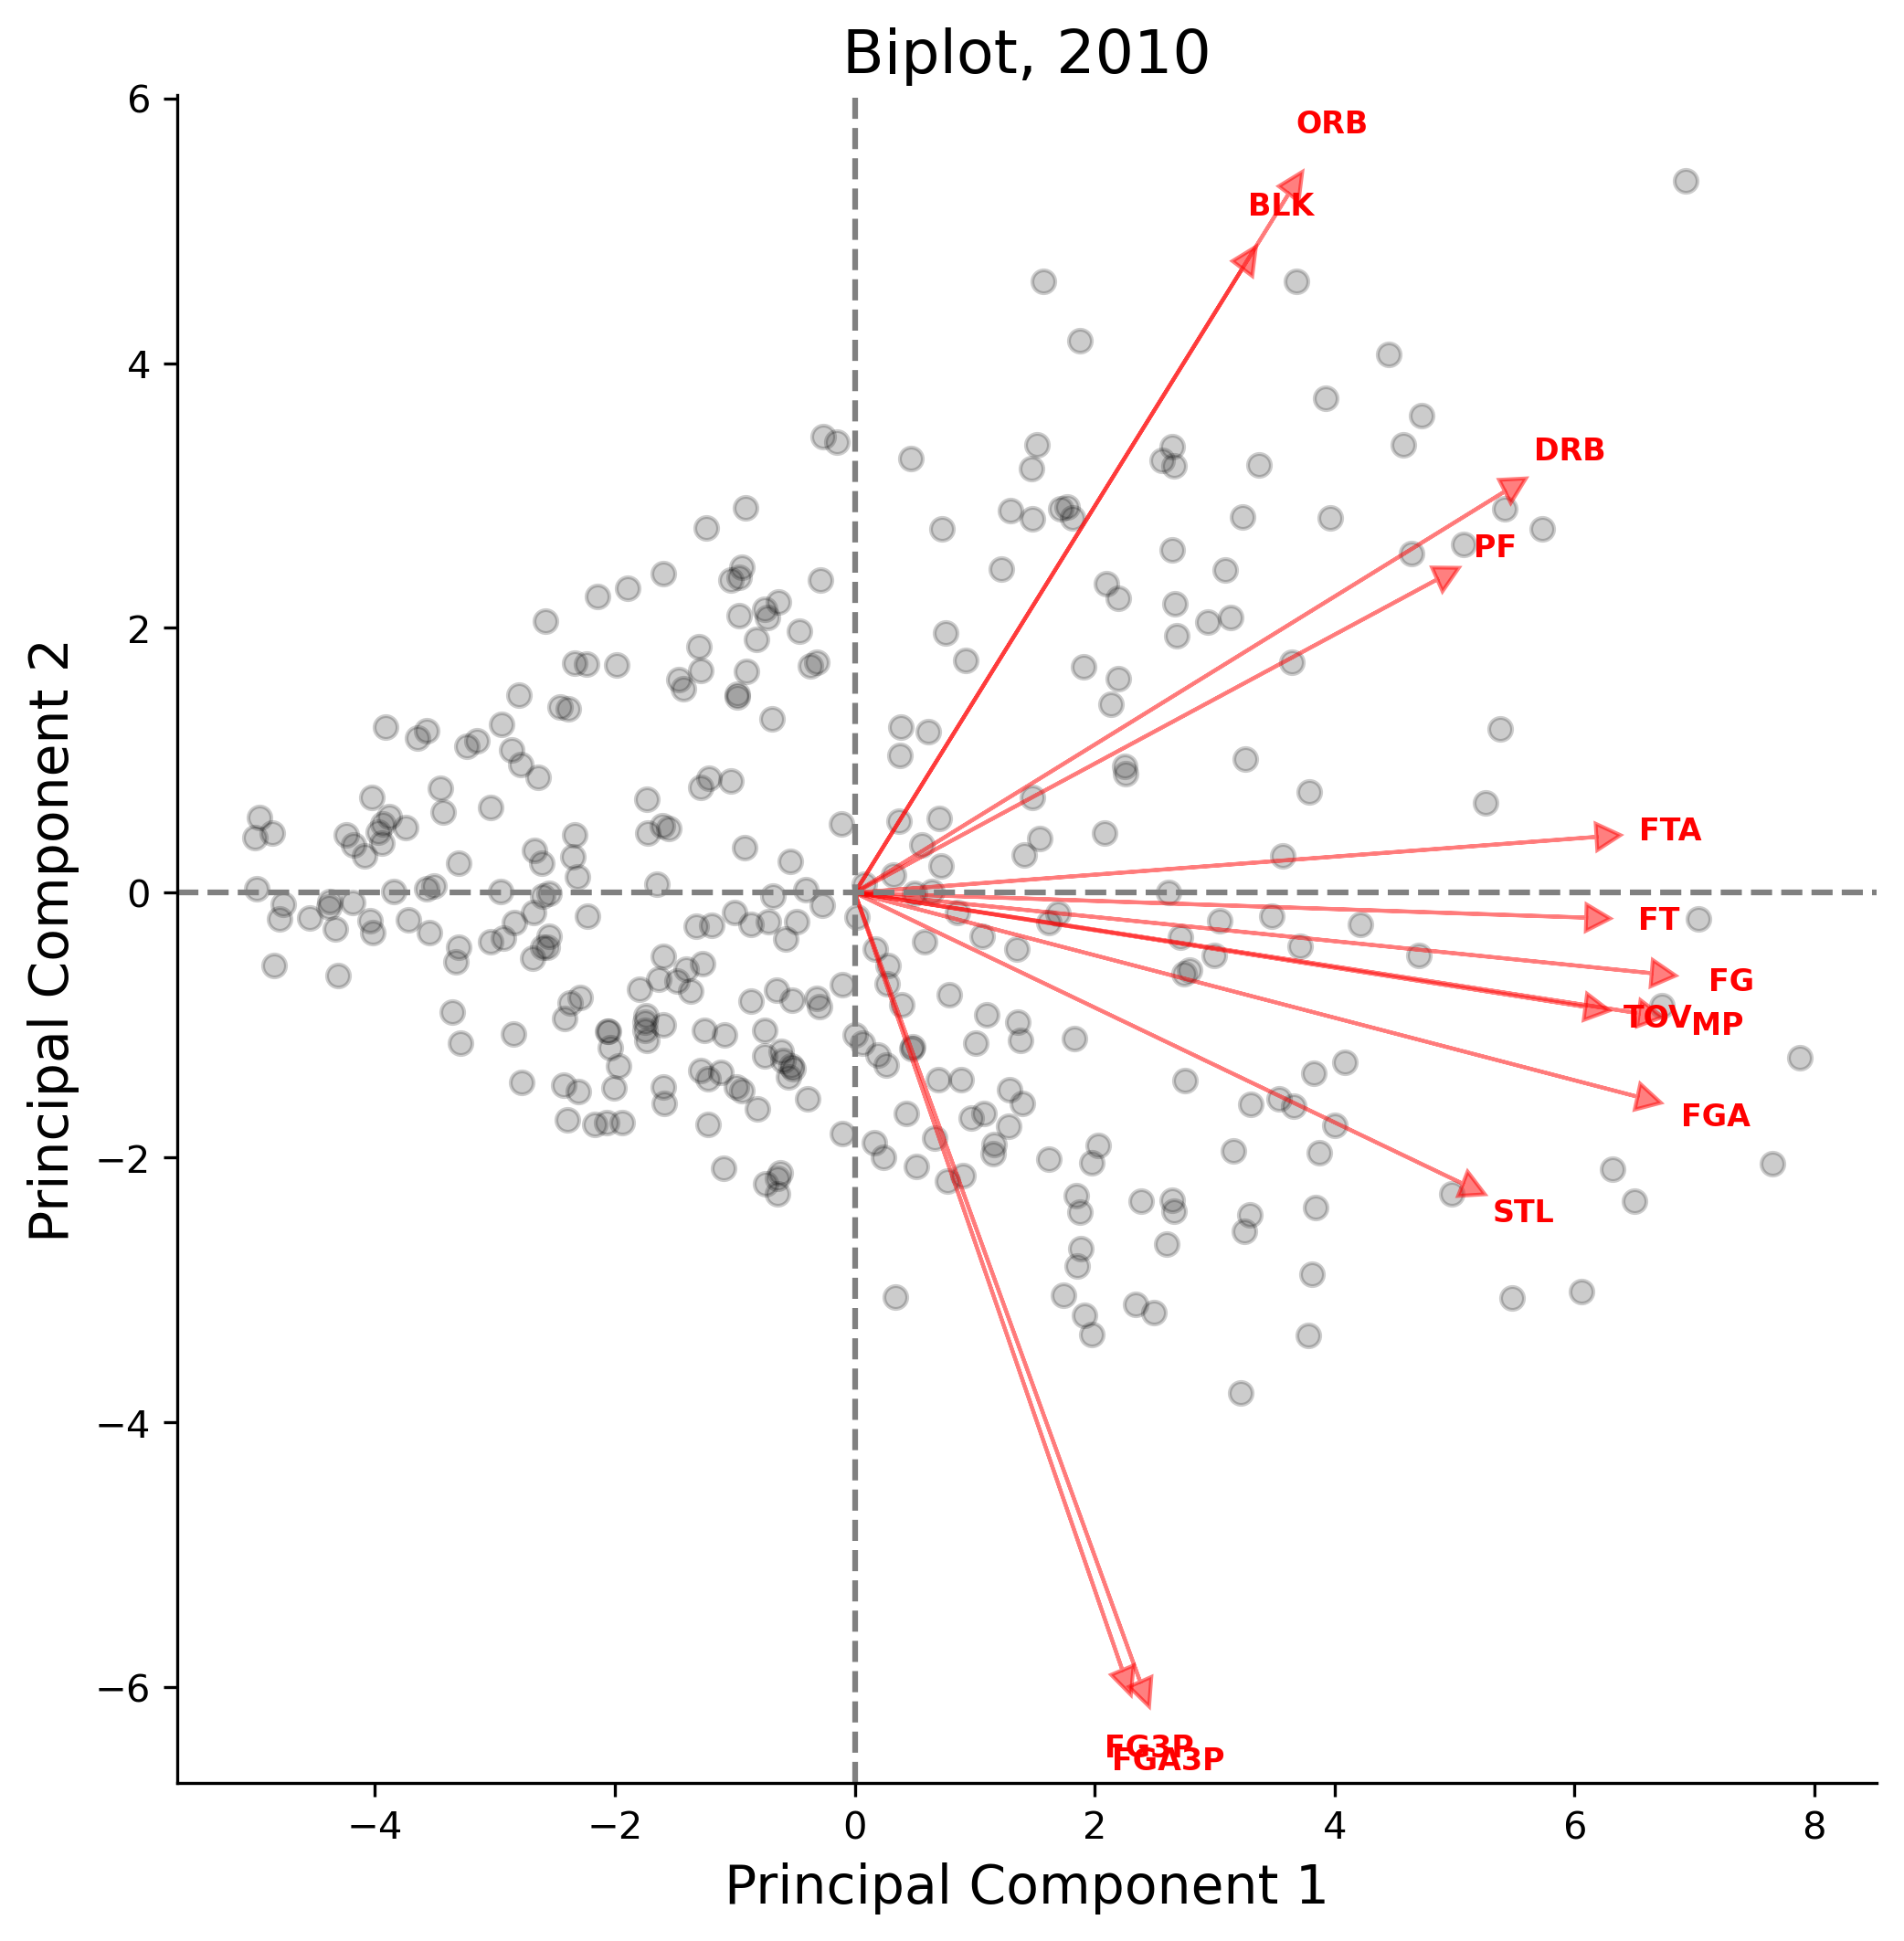 Biplot, 2010
6
ORB
BLK
4
DRB
PF
2
FTA
0
FT
FG
TOV
MP
FGA
−2
STL
−4
−6
FG3P
FGA3P
−4 −2 0 2 4 6 8
Principal Component 1
Principal Component 2